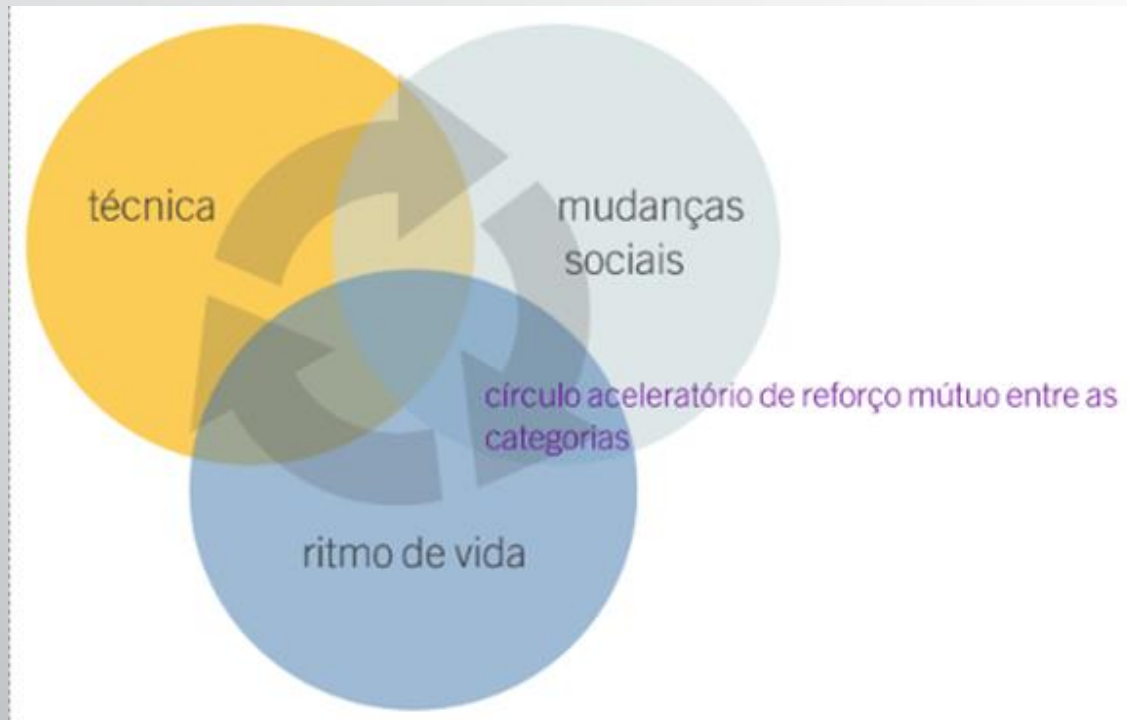 técnica
mudanças
sociais
círculo aceleratório de reforço mútuo entre as
categorias
ritmo de vida